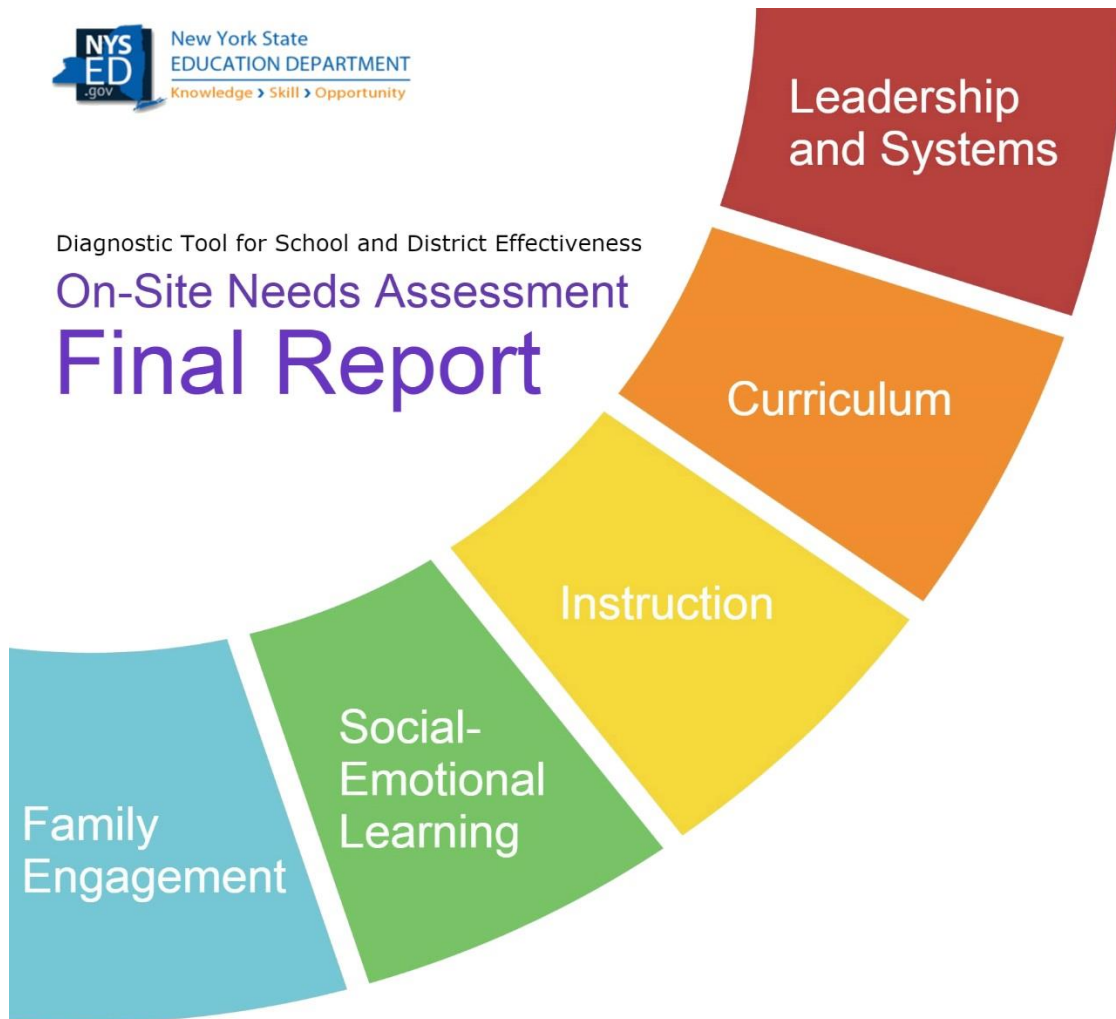 NYS
ED
.gov
New York State
EDUCATION DEPARTMENT
Knowledge › Skill › Opportunity
Diagnostic Tool for School and District Effectiveness
On-Site Needs Assessment
Final Report
Leadership
and Systems
Curriculum
Instruction
Social-
Emotional
Learning
Family
Engagement